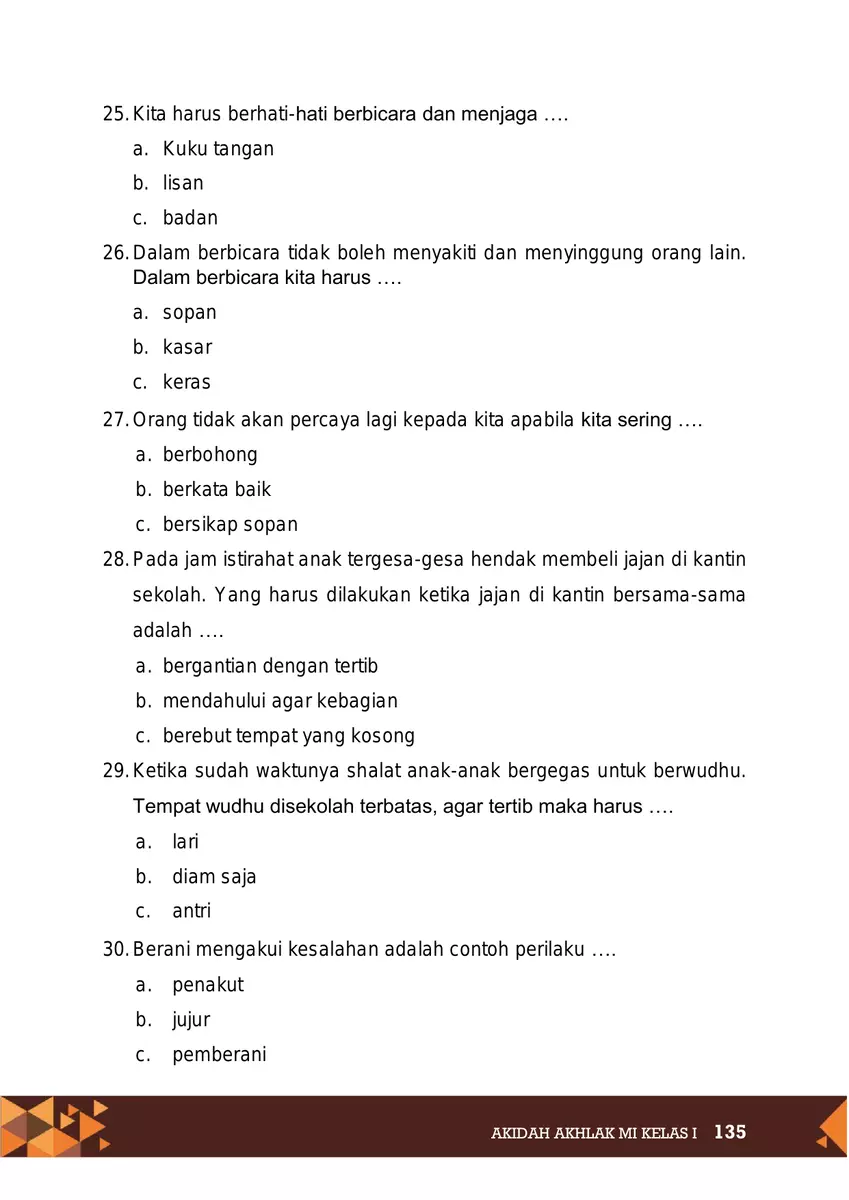 25. Kita harus berhati-hati berbicara dan menjaga ....
a. Kuku tangan
b. lisan
c. badan
26. Dalam berbicara tidak boleh menyakiti dan menyinggung orang lain.
Dalam berbicara kita harus ....
a. sopan
b. kasar
c. keras
27. Orang tidak akan percaya lagi kepada kita apabila kita sering ....
a. berbohong
b. berkata baik
c. bersikap sopan
28. Pada jam istirahat anak tergesa-gesa hendak membeli jajan di kantin
sekolah. Yang harus dilakukan ketika jajan di kantin bersama-sama
adalah ....
a. bergantian dengan tertib
b. mendahului agar kebagian
c. berebut tempat yang kosong
29. Ketika sudah waktunya shalat anak-anak bergegas untuk berwudhu.
Tempat wudhu disekolah terbatas, agar tertib maka harus ....
a. lari
b. diam saja
c. antri
30. Berani mengakui kesalahan adalah contoh perilaku ....
a. penakut
b. jujur
c. pemberani
AKIDAH AKHLAK MI KELAS I 135